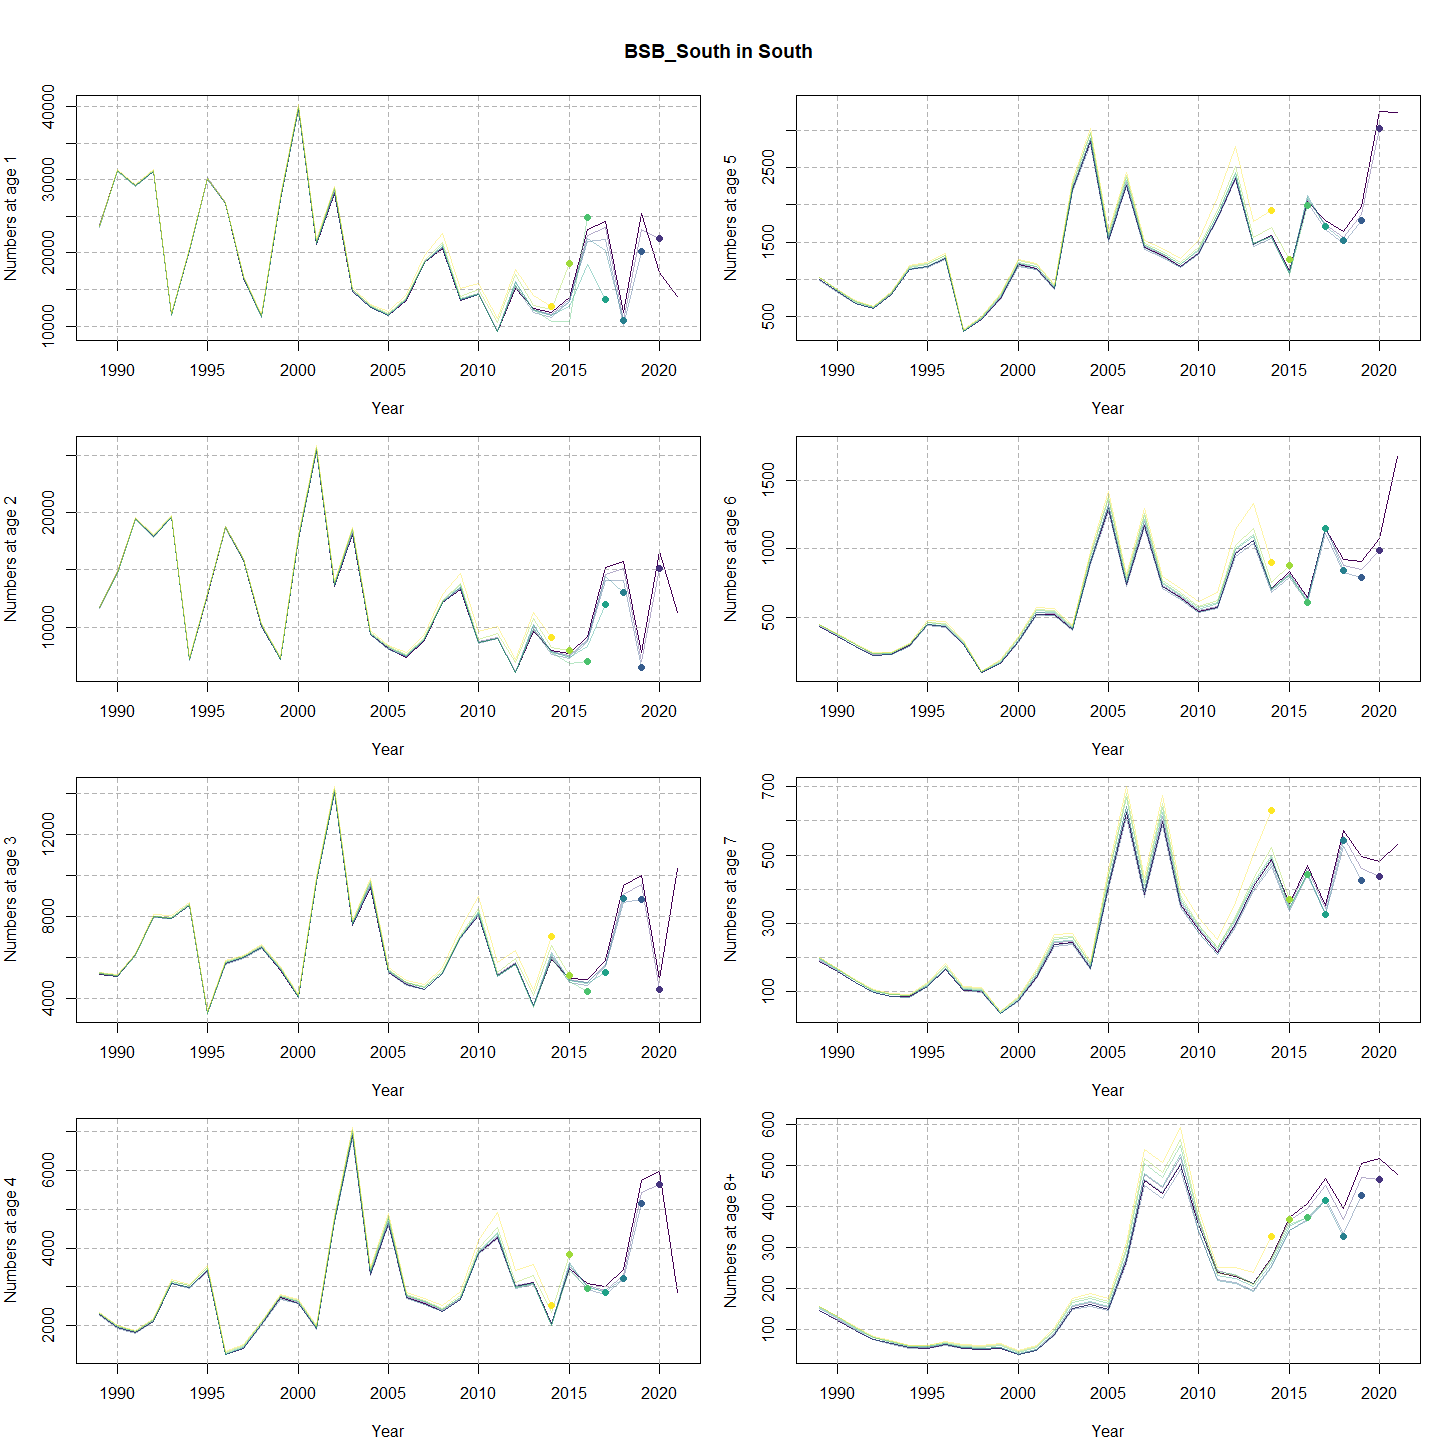 BSB_South in South
Numbers at age 1
10000 20000 30000 40000
1990 1995 2000 2005 2010 2015 2020
Year
Numbers at age 5
500 1500 2500
1990 1995 2000 2005 2010 2015 2020
Year
Numbers at age 2
10000 20000
1990 1995 2000 2005 2010 2015 2020
Year
Numbers at age 6
500 1000 1500
1990 1995 2000 2005 2010 2015 2020
Year
Numbers at age 3
4000 8000 12000
1990 1995 2000 2005 2010 2015 2020
Year
Numbers at age 7
100 300 500 700
1990 1995 2000 2005 2010 2015 2020
Year
Numbers at age 4
2000 4000 6000
1990 1995 2000 2005 2010 2015 2020
Year
Numbers at age 8+
100 200 300 400 500 600
1990 1995 2000 2005 2010 2015 2020
Year